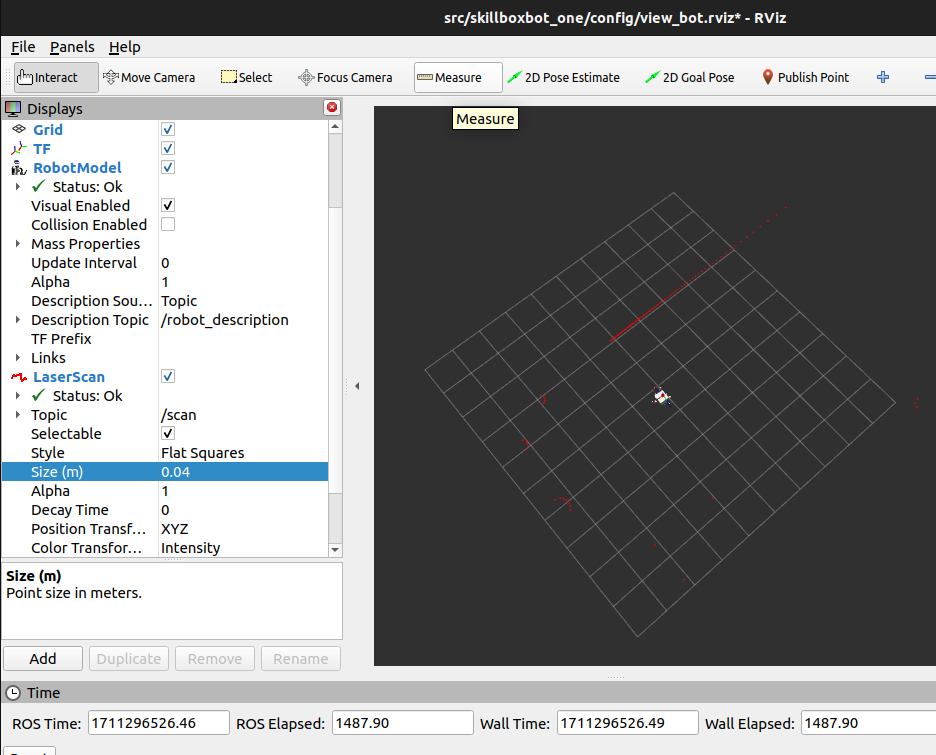 src/skillboxbot_one/config/view_bot.rviz* - RViz
File Panels Help
Interact Move Camera Select Focus Camera Measure 2D Pose Estimate 2D Goal Pose Publish Point
Displays
Measure
Grid
TF
RobotModel
Status: Ok
Visual Enabled
Collision Enabled
Mass Properties
Update Interval 0
Alpha 1
Description Sou... Topic
Description Topic /robot_description
TF Prefix
Links
LaserScan
Status: Ok
Topic /scan
Selectable
Style Flat Squares
Size (m) 0.04
Alpha 1
Decay Time 0
Position Transf... XYZ
Color Transfor... Intensity
Size (m)
Point size in meters.
Add Duplicate Remove Rename
Time
ROS Time: 1711296526.46 ROS Elapsed: 1487.90 Wall Time: 1711296526.49 Wall Elapsed: 1487.90